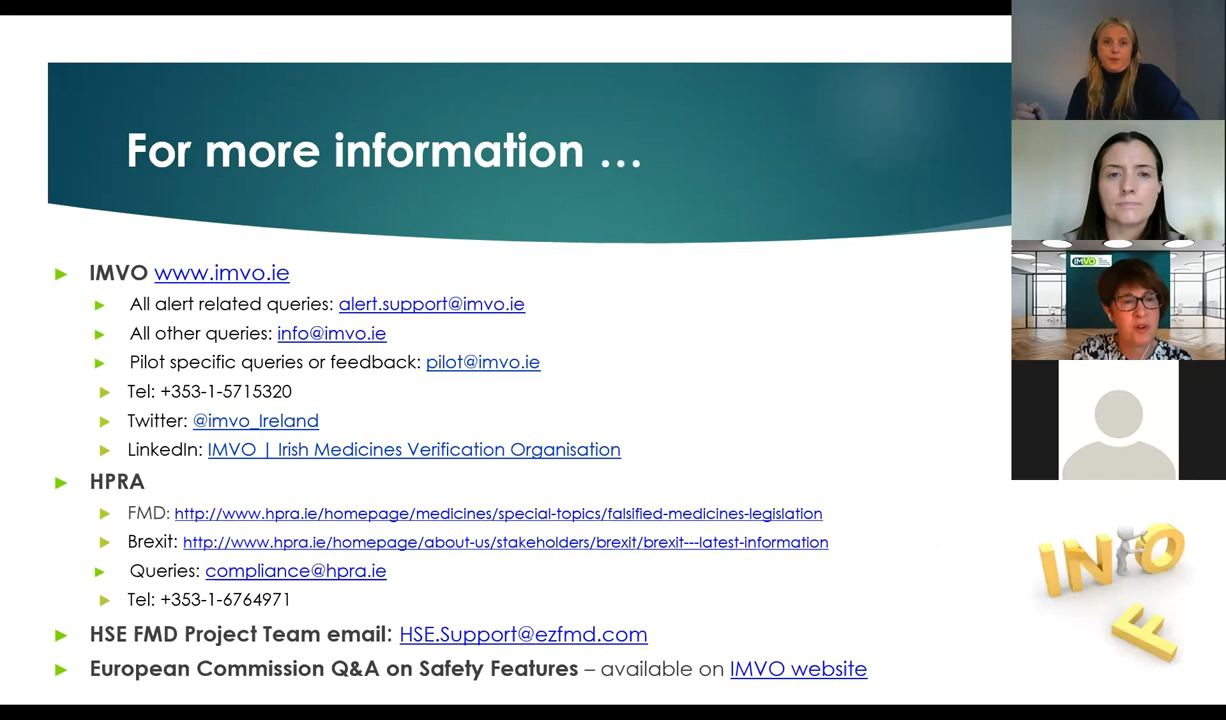 For more information ...
IMVO www.imvo.ie
All alert related queries: alert.support@imvo.ie
All other queries: info@imvo.ie
Pilot specific queries or feedback: pilot@imvo.ie
Tel: +353-1-5715320
Twitter: @imvo_Ireland
LinkedIn: IMVO | Irish Medicines Verification Organisation
HPRA
FMD: http://www.hpra.ie/homepage/medicines/special-topics/falsified-medicines-legislation
Brexit: http://www.hpra.ie/homepage/about-us/stakeholders/brexit/brexit---latest-information
Queries: compliance@hpra.ie
Tel: +353-1-6764971
HSE FMD Project Team email: HSE.Support@ezfmd.com
European Commission Q&A on Safety Features – available on IMVO website
IMVO
INFO